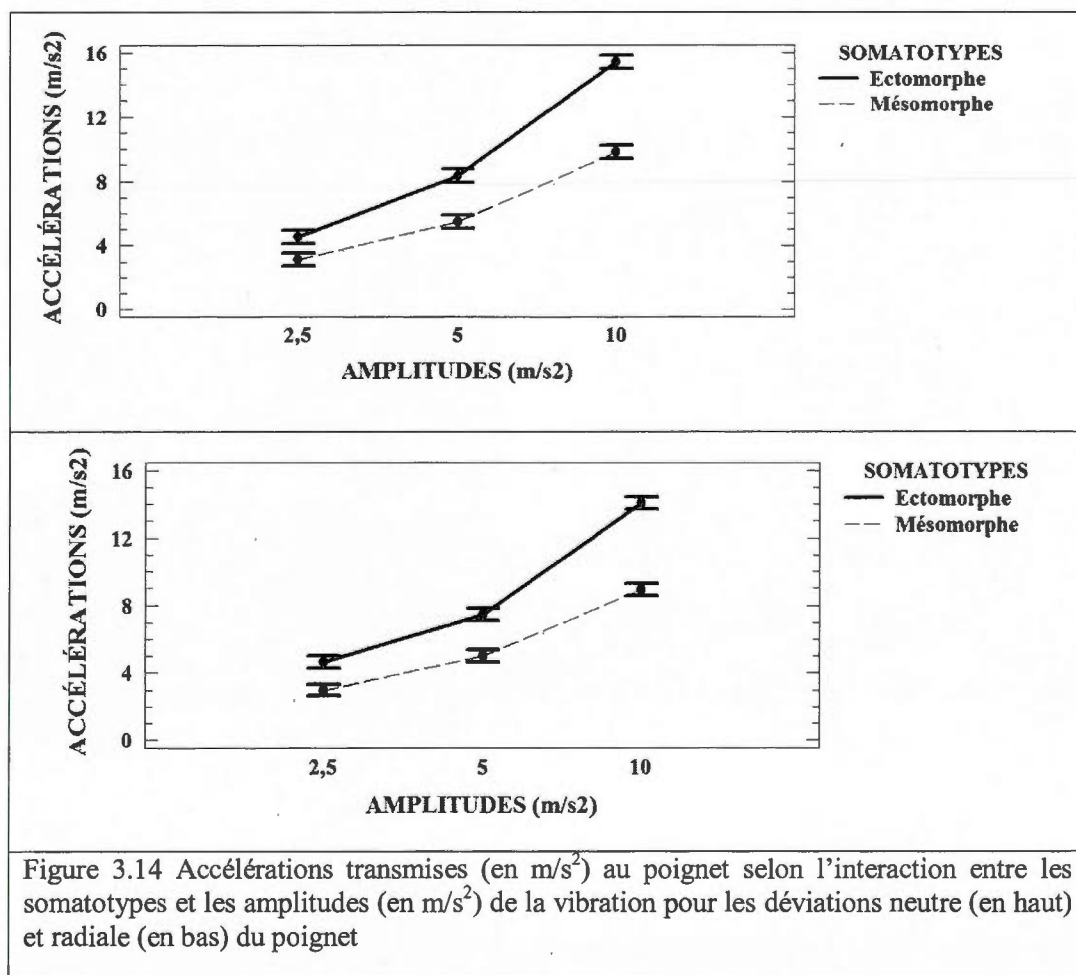 ACCÉLÉRATIONS (m/s2)
16
12
8
4
0
2,5 5 10
AMPLITUDES (m/s2)
SOMATOTYPES
Ectomorphe
Mésomorphe
ACCÉLÉRATIONS (m/s2)
16
12
8
4
0
2,5 5 10
AMPLITUDES (m/s2)
SOMATOTYPES
Ectomorphe
Mésomorphe
Figure 3.14 Accélérations transmises (en m/s²) au poignet selon l'interaction entre les
somatotypes et les amplitudes (en m/s²) de la vibration pour les déviations neutre (en haut)
et radiale (en bas) du poignet